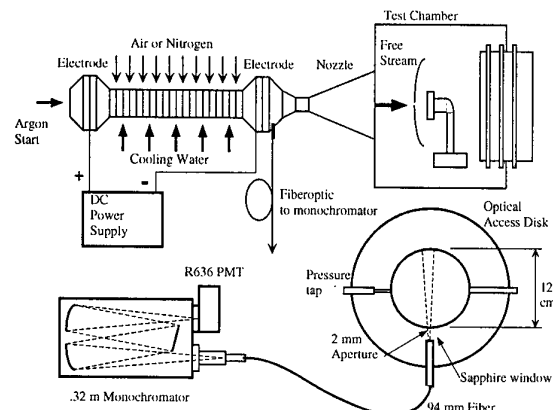 Test Chamber
Air or Nitrogen
Electrode
Electrode
Nozzle
Free
Stream
Argon
Start
Cooling Water
+
-
DC
Power
Supply
Fiberoptic
to monochromator
Optical
Access Disk
R636 PMT
Pressure
tap
12
cm
2 mm
Aperture
Sapphire window
.32 m Monochromator
94 mm Fiber